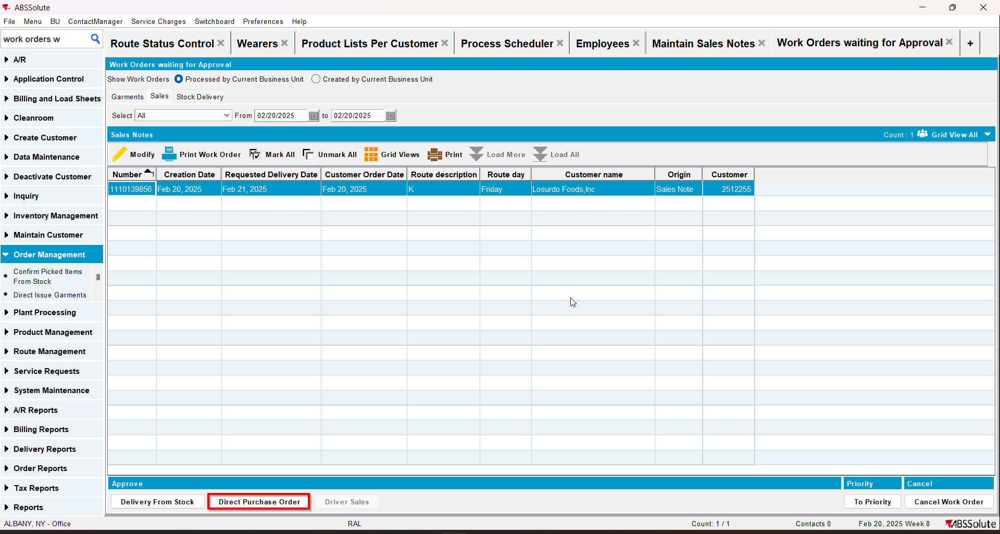 ABSSolute
File Menu BU ContactManager Service Charges Switchboard Preferences Help
work orders w
Route Status Control Wearers Product Lists Per Customer Process Scheduler Employees Maintain Sales Notes Work Orders waiting for Approval +
A/R
Application Control
Billing and Load Sheets
Cleanroom
Create Customer
Data Maintenance
Deactivate Customer
Inquiry
Inventory Management
Maintain Customer
Order Management
Confirm Picked Items
From Stock
Direct Issue Garments
Plant Processing
Product Management
Route Management
Service Requests
System Maintenance
A/R Reports
Billing Reports
Delivery Reports
Order Reports
Tax Reports
Reports
Work Orders waiting for Approval
Show Work Orders Processed by Current Business Unit Created by Current Business Unit
Garments Sales Stock Delivery
Select All From 02/20/2025 to 02/20/2025
Sales Notes Count : 1 Grid View All
Modify Print Work Order Mark All Unmark All Grid Views Print Load More Load All
Number 1 Creation Date Requested Delivery Date Customer Order Date Route description Route day Customer name Origin Customer
1110139856 Feb 20, 2025 Feb 21, 2025 Feb 20, 2025 K Friday Losurdo Foods,Inc Sales Note 2512255
Approve Priority Cancel
Delivery From Stock Direct Purchase Order Driver Sales To Priority Cancel Work Order
ALBANY, NY - Office RAL Count: 1 / 1 Contacts 0 Feb 20, 2025 Week 8 ABSSolute